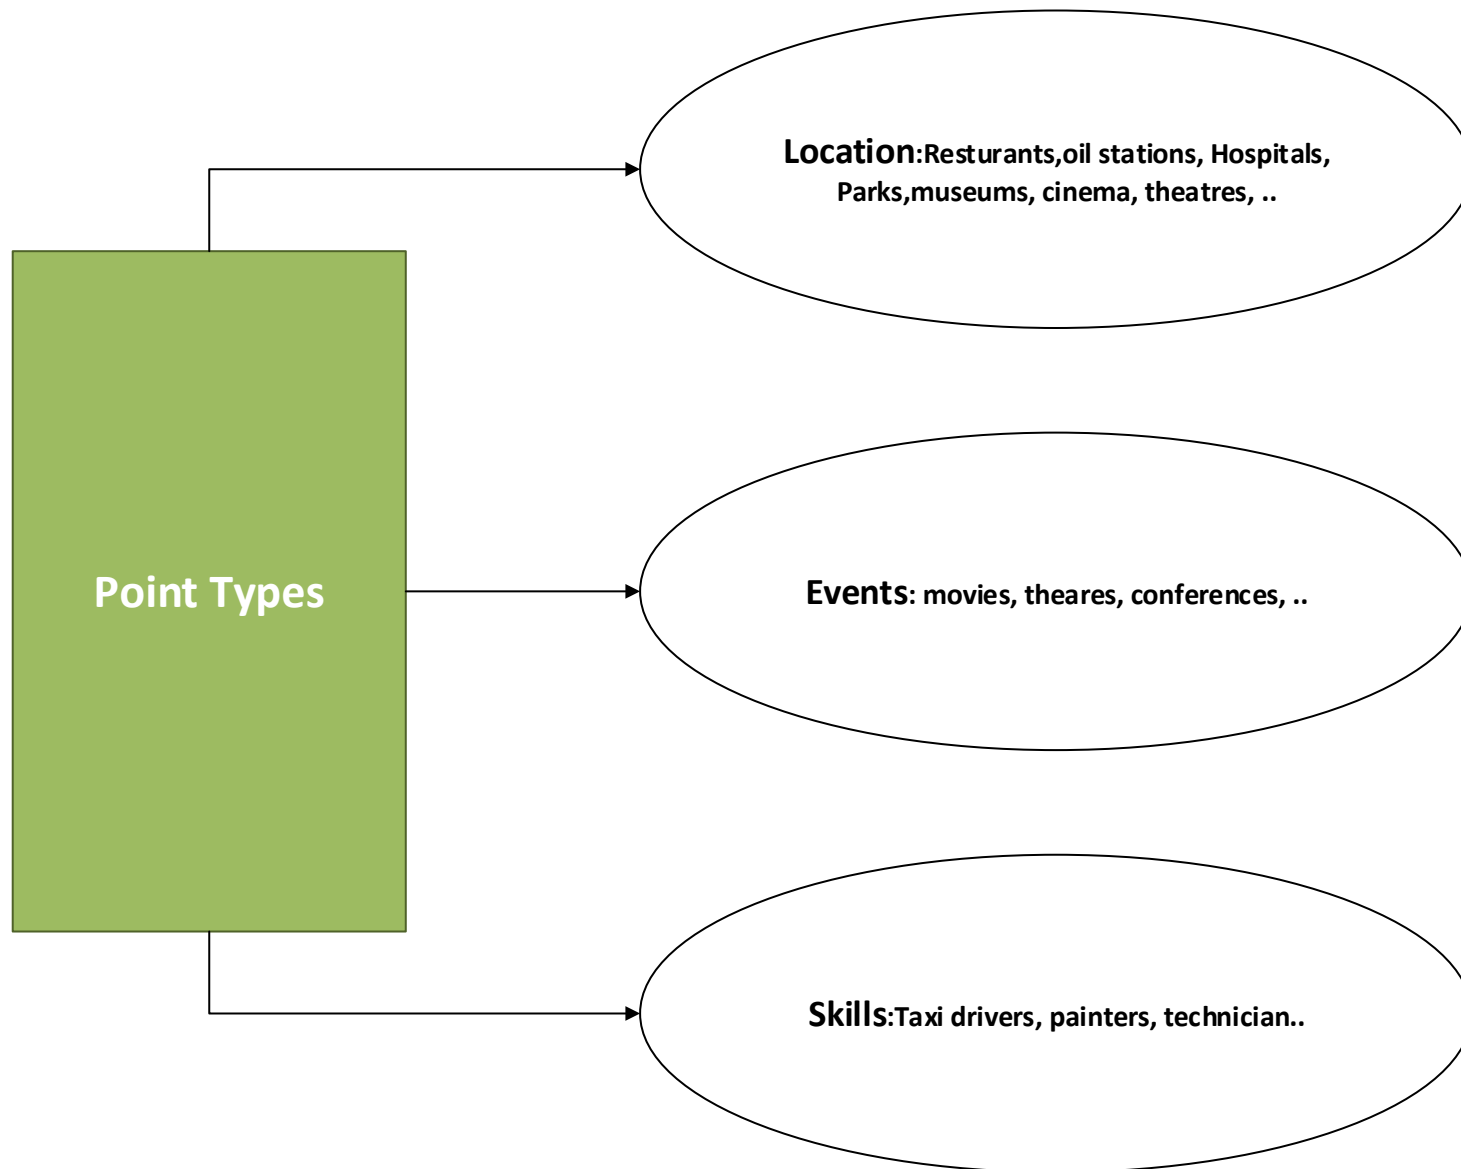 Location:Resturants,oil stations, Hospitals,
Parks,museums, cinema, theatres, ..
Point Types
Events: movies, theares, conferences, ..
Skills:Taxi drivers, painters, technician..